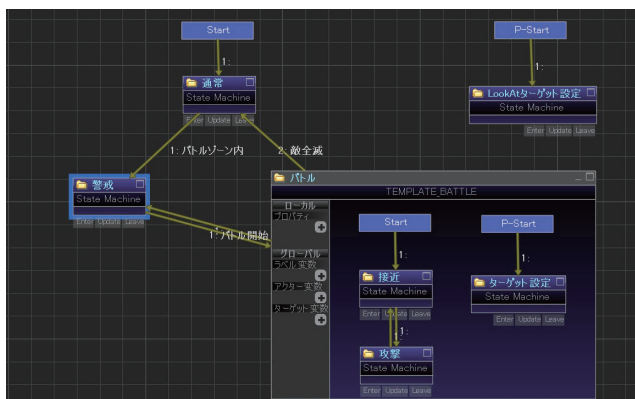 Start
P-Start
1:
1:
通常
State Machine
Enter Update Leave
LookAtターゲット設定
State Machine
Enter Update Leave
1: バトルゾーン内
2: 敵全滅
警戒
State Machine
Enter Update Leave
1: バトル開始
バトル
TEMPLATE_BATTLE
ローカル
プロパティ
グローバル
ラベル変数
アクター変数
ターゲット変数
Start
P-Start
1:
1:
接近
State Machine
Enter Update Leave
ターゲット設定
State Machine
Enter Update Leave
1:
攻撃
State Machine
Enter Update Leave